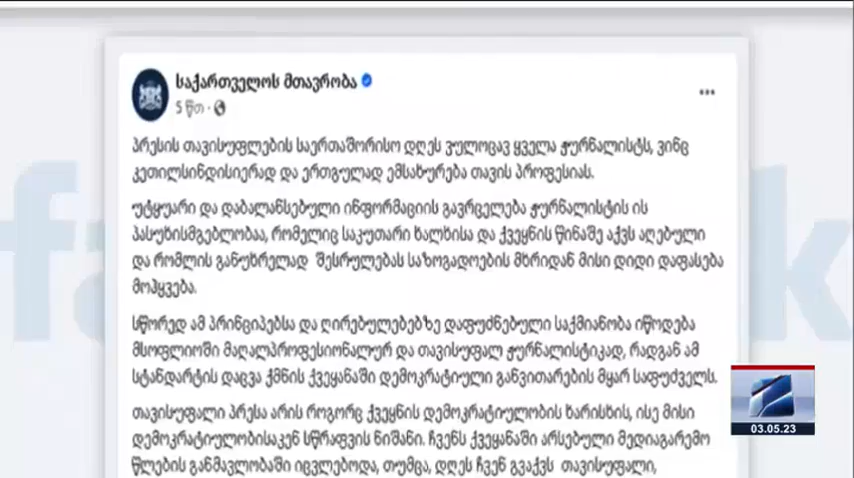 საქართველოს მთავრობა
5 წთ ·
პრესის თავისუფლების საერთაშორისო დღეს ვულოცავ ყველა ჟურნალისტს, ვინც
კეთილსინდისიერად და ერთგულად ემსახურება თავის პროფესიას.
უტყუარი და დაბალანსებული ინფორმაციის გავრცელება ჟურნალისტის ის
პასუხისმგებლობაა, რომელიც საკუთარი ხალხისა და ქვეყნის წინაშე აქვს აღებული
და რომლის განუხრელად შესრულებას საზოგადოების მხრიდან მისი დიდი დაფასება
მოჰყვება.
სწორედ ამ პრინციპებსა და ღირებულებებზე დაფუძნებული საქმიანობა იწოდება
მსოფლიოში მაღალპროფესიონალურ და თავისუფალ ჟურნალისტიკად, რადგან ამ
სტანდარტის დაცვა ქმნის ქვეყანაში დემოკრატიული განვითარების მყარ საფუძველს.
თავისუფალი პრესა არის როგორც ქვეყნის დემოკრატიულობის ხარისხის, ისე მისი
დემოკრატიულობისაკენ სწრაფვის ნიშანი. ჩვენს ქვეყანაში არსებული მედიაგარემო
წლების განმავლობაში იცვლებოდა, თუმცა, დღეს ჩვენ გვაქვს თავისუფალი,
03.05.23